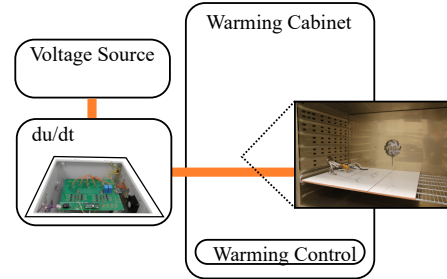 Warming Cabinet
Voltage Source
du/dt
Warming Control